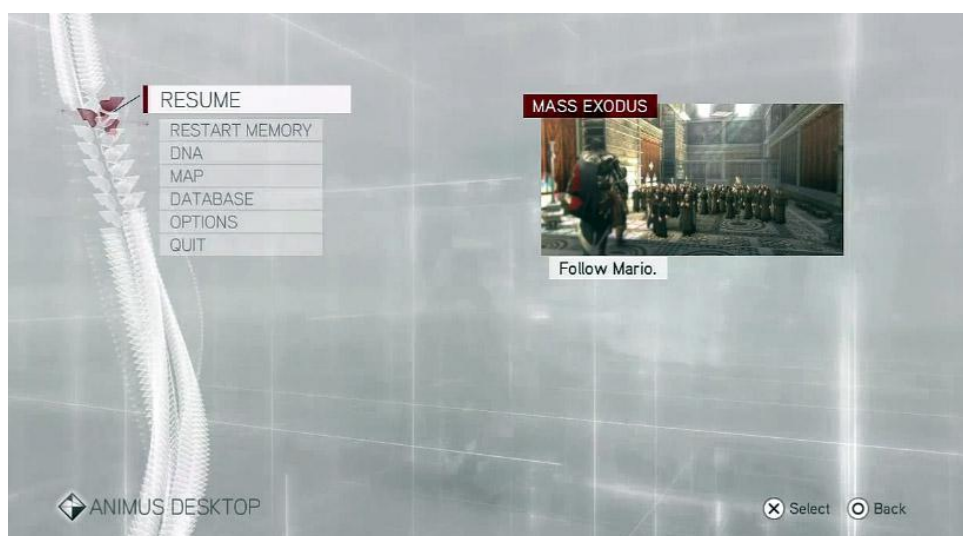 RESUME
RESTART MEMORY
DNA
MAP
DATABASE
OPTIONS
QUIT
MASS EXODUS
Follow Mario.
ANIMUS DESKTOP
X Select O Back